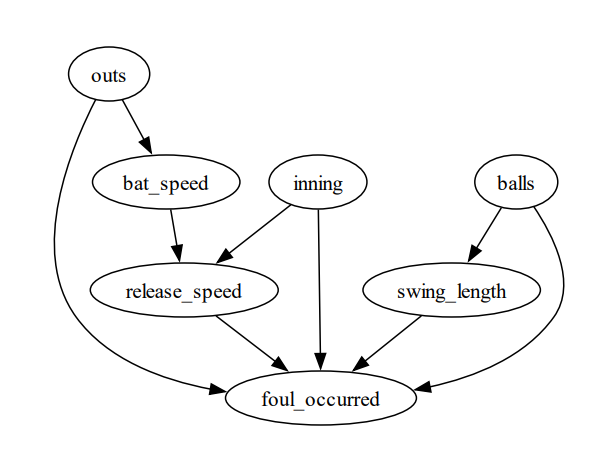 outs
bat_speed
inning
balls
release_speed
swing_length
foul_occurred